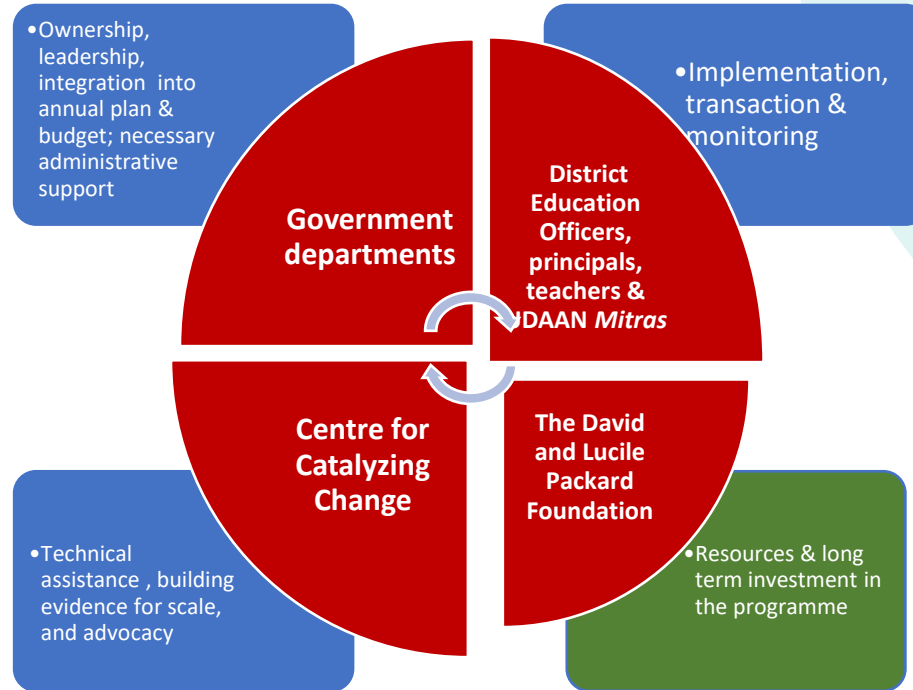 •Ownership,
leadership,
integration into
annual plan &
budget; necessary
administrative
support
•Implementation,
transaction &
monitoring
Government
departments
District
Education
Officers,
principals,
teachers &
UDAAN Mitras
Centre for
Catalyzing
Change
The David
and Lucile
Packard
Foundation
•Technical
assistance , building
evidence for scale,
and advocacy
•Resources & long
term investment in
the programme